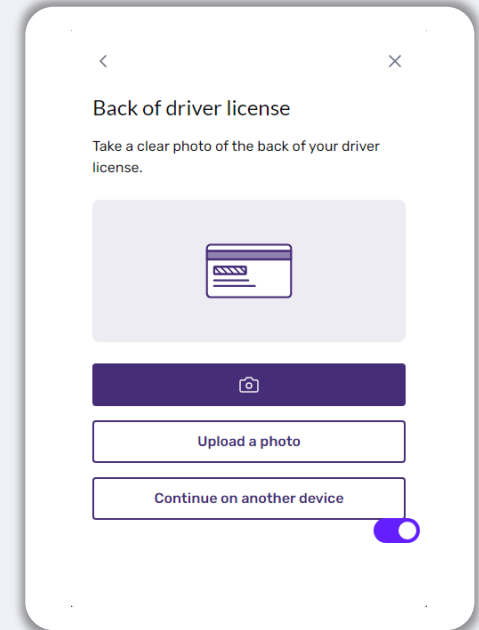 Back of driver license
Take a clear photo of the back of your driver
license.
Upload a photo
Continue on another device